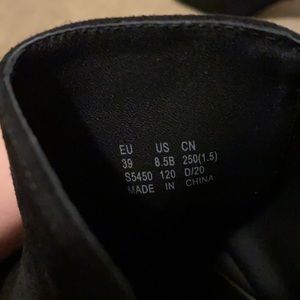 EU US CN
39 8.5B 250(1.5)
S5450 120 D/20
MADE IN CHINA